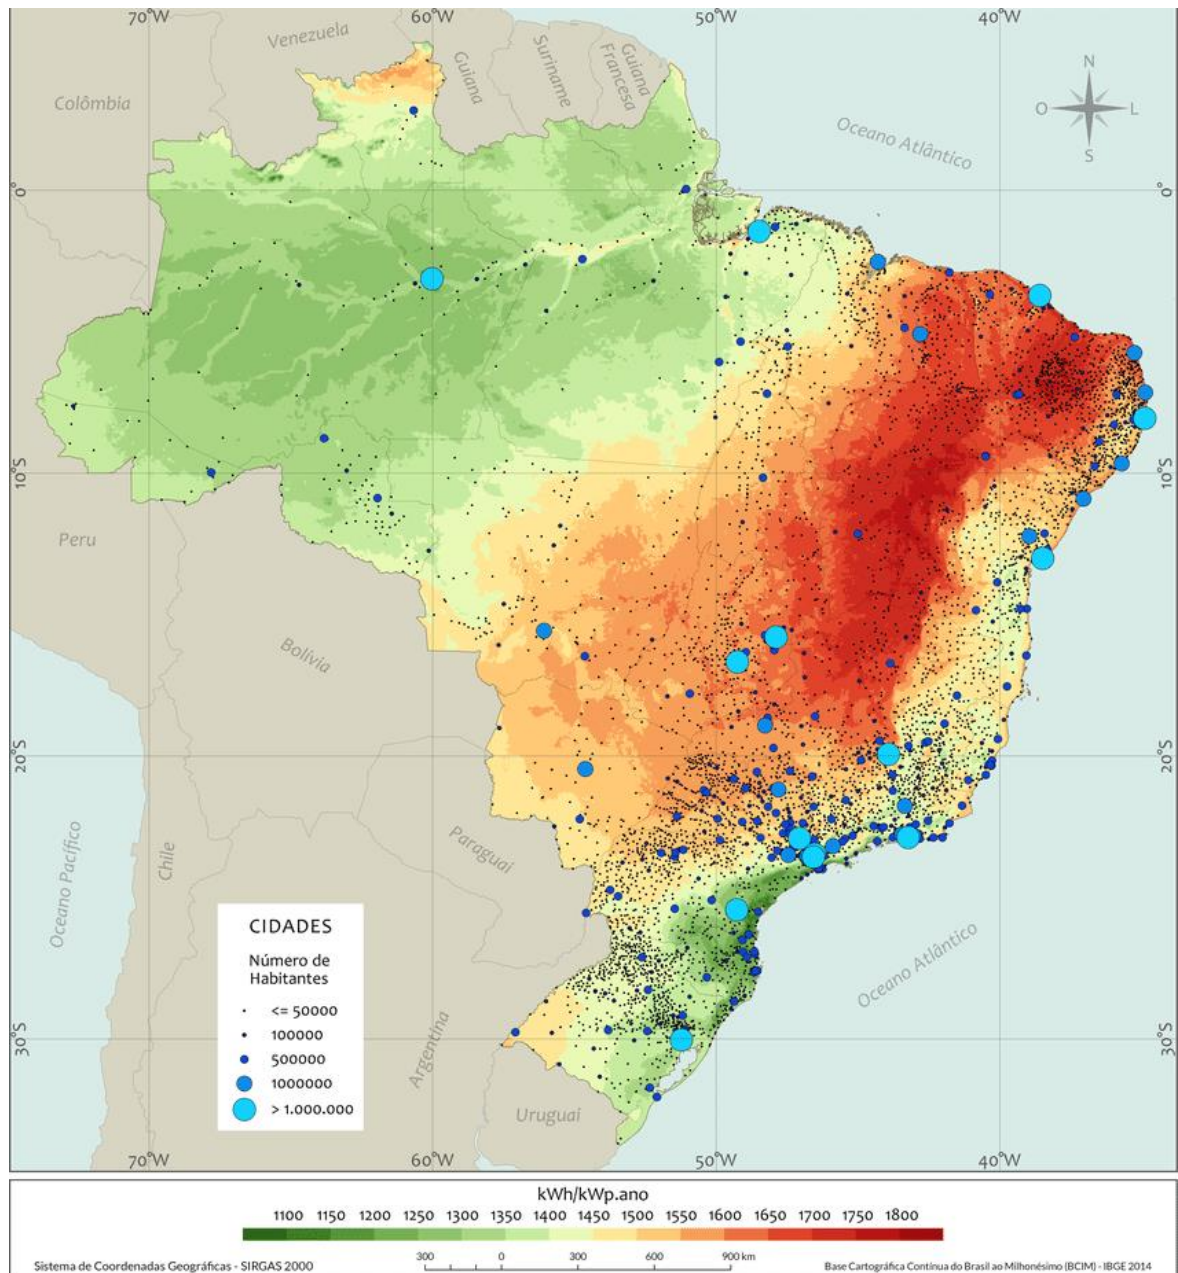 70°W 60°W 50°W 40°W
Venezuela
Colômbia
Guiana
Suriname
Guiana
Francesa
N
O L
S
Oceano Atlântico
0° 0°
10°S 10°S
Peru
Bolívia
20°S 20°S
Oceano Pacífico
Chile
Paraguai
Argentina
Oceano Atlântico
30°S 30°S
Uruguai
CIDADES
Número de
Habitantes
<= 50000
100000
500000
1000000
> 1.000.000
70°W 60°W 50°W 40°W
kWh/kWp.ano
1100 1150 1200 1250 1300 1350 1400 1450 1500 1550 1600 1650 1700 1750 1800
300 0 300 600 900 km
Sistema de Coordenadas Geográficas - SIRGAS 2000
Base Cartográfica Contínua do Brasil ao Milhonésimo (BCIM) - IBGE 2014